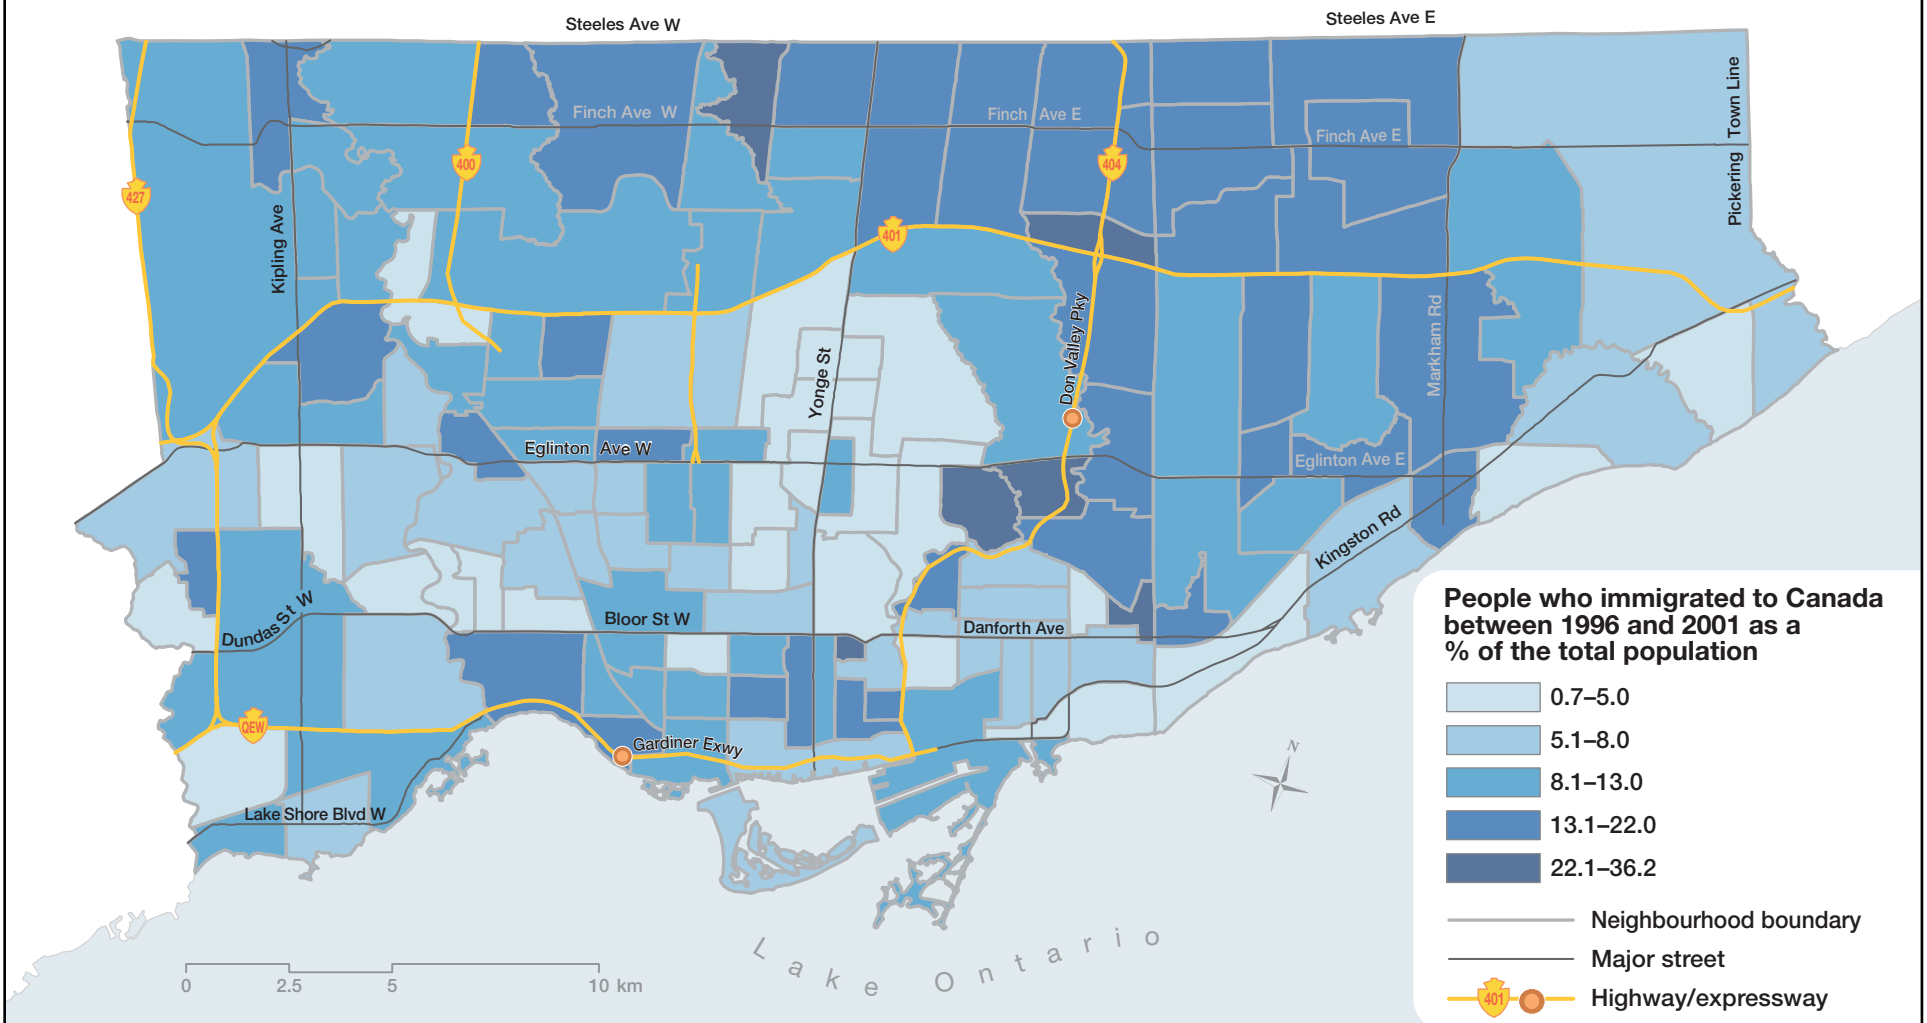 Steeles Ave W
Steeles Ave E
Finch Ave W
Finch Ave E
Finch Ave E
Pickering Town Line
427
400
404
401
Kipling Ave
Yonge St
Don Valley Pky
Markham Rd
Eglinton Ave W
Eglinton Ave E
Kingston Rd
Dundas St W
Bloor St W
Danforth Ave
QEW
Gardiner Exwy
Lake Shore Blvd W
N
Lake Ontario
0 2.5 5 10 km
People who immigrated to Canada
between 1996 and 2001 as a
% of the total population
0.7–5.0
5.1–8.0
8.1–13.0
13.1–22.0
22.1–36.2
Neighbourhood boundary
Major street
401 Highway/expressway